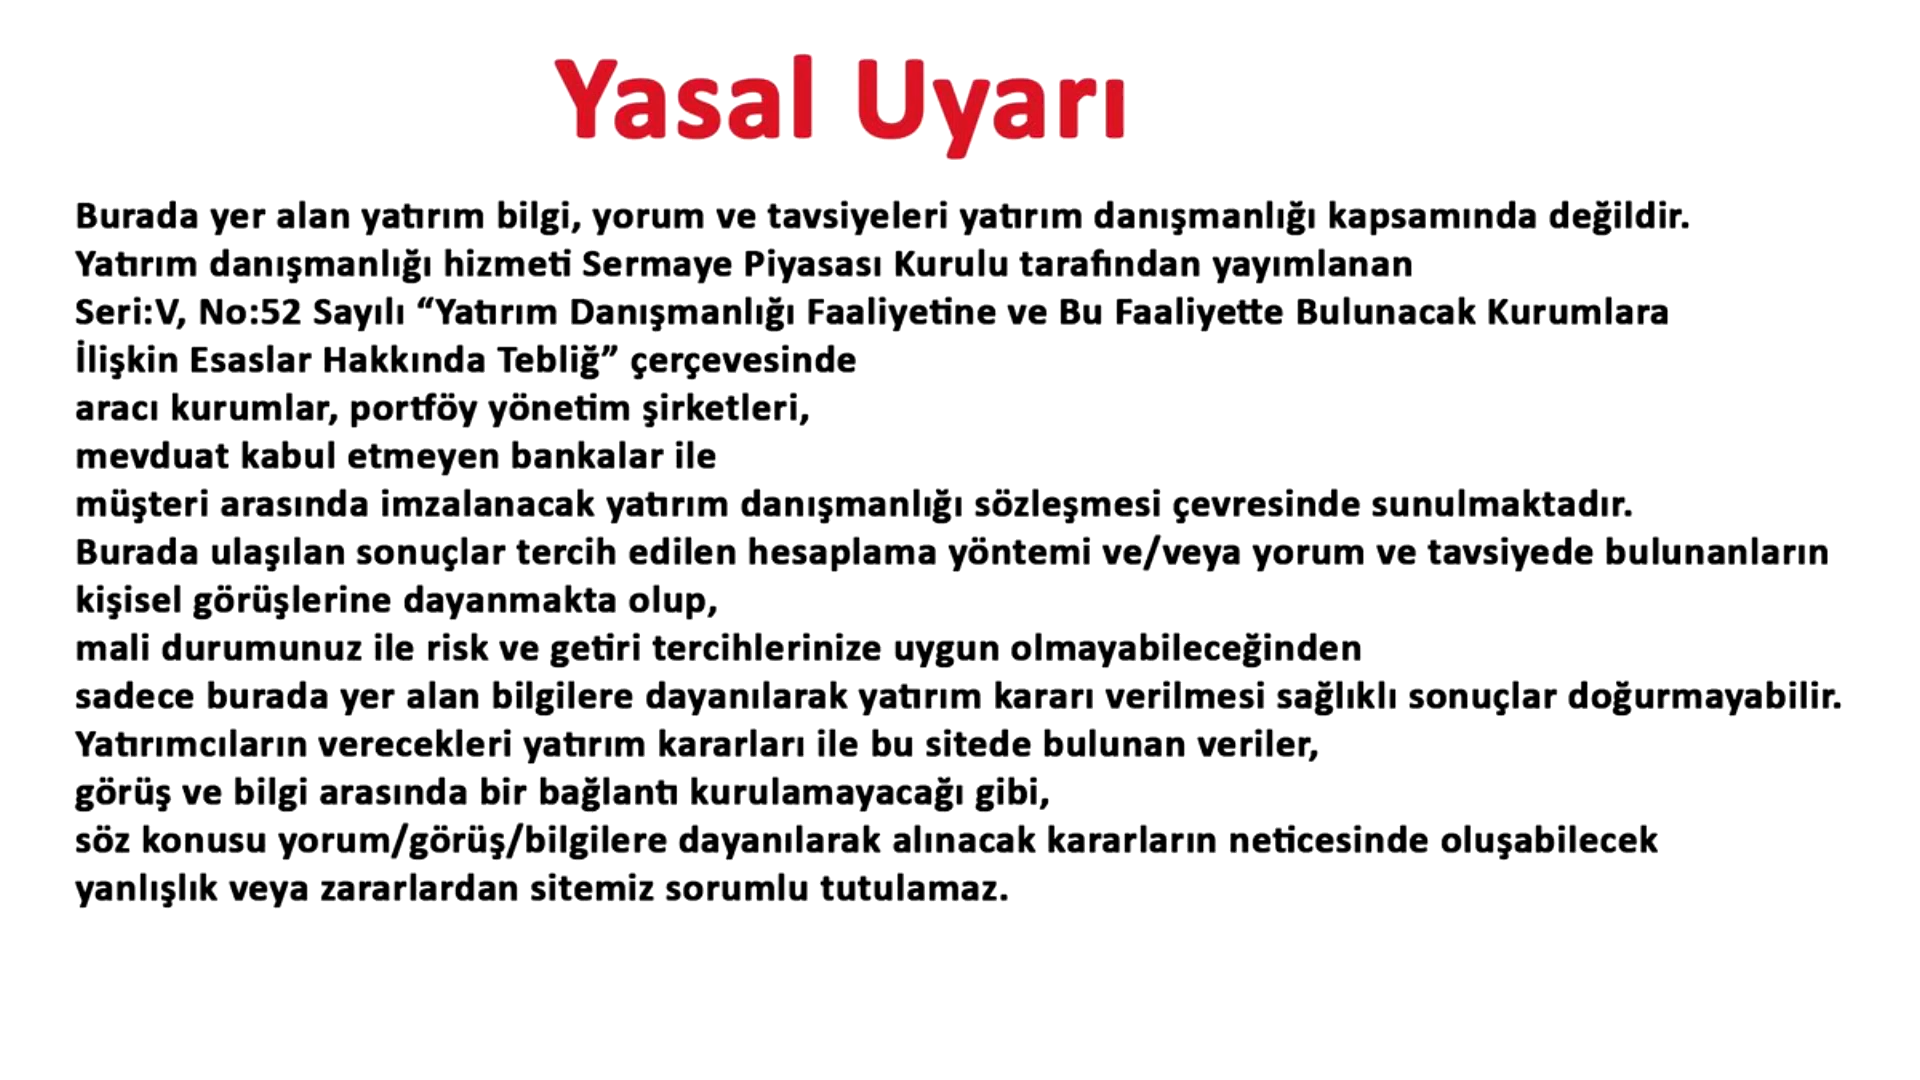 Yasal Uyarı
Burada yer alan yatırım bilgi, yorum ve tavsiyeleri yatırım danışmanlığı kapsamında değildir.
Yatırım danışmanlığı hizmeti Sermaye Piyasası Kurulu tarafından yayımlanan
Seri:V, No:52 Sayılı “Yatırım Danışmanlığı Faaliyetine ve Bu Faaliyette Bulunacak Kurumlara
İlişkin Esaslar Hakkında Tebliğ” çerçevesinde
aracı kurumlar, portföy yönetim şirketleri,
mevduat kabul etmeyen bankalar ile
müşteri arasında imzalanacak yatırım danışmanlığı sözleşmesi çevresinde sunulmaktadır.
Burada ulaşılan sonuçlar tercih edilen hesaplama yöntemi ve/veya yorum ve tavsiyede bulunanların
kişisel görüşlerine dayanmakta olup,
mali durumunuz ile risk ve getiri tercihlerinize uygun olmayabileceğinden
sadece burada yer alan bilgilere dayanılarak yatırım kararı verilmesi sağlıklı sonuçlar doğurmayabilir.
Yatırımcıların verecekleri yatırım kararları ile bu sitede bulunan veriler,
görüş ve bilgi arasında bir bağlantı kurulamayacağı gibi,
söz konusu yorum/görüş/bilgilere dayanılarak alınacak kararların neticesinde oluşabilecek
yanlışlık veya zararlardan sitemiz sorumlu tutulamaz.